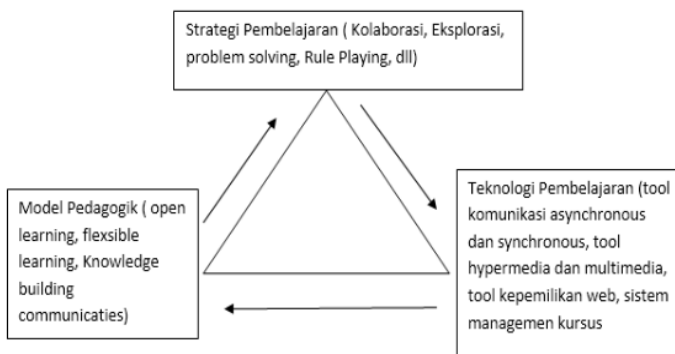 Strategi Pembelajaran ( Kolaborasi, Eksplorasi,
problem solving, Rule Playing, dll)
Model Pedagogik ( open
learning, flexsible
learning, Knowledge
building
communicaties)
Teknologi Pembelajaran (tool
komunikasi asynchronous
dan synchronous, tool
hypermedia dan multimedia,
tool kepemilikan web, sistem
managemen kursus